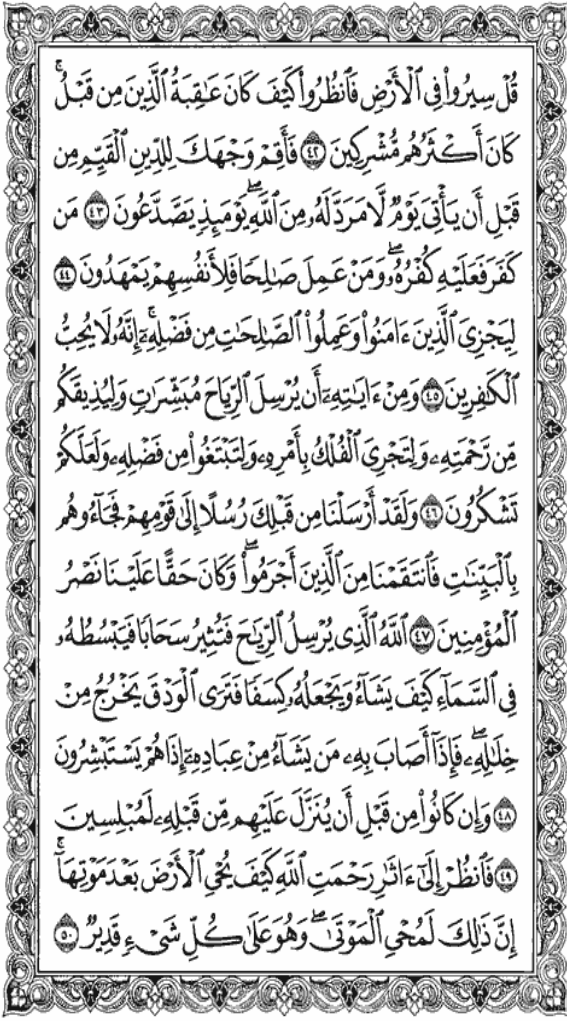 قُلْ سِيرُواْ فِى ٱلْأَرْضِ فَٱنظُرُواْ كَيْفَ كَانَ عَٰقِبَةُ ٱلَّذِينَ مِن قَبْلُۚ
كَانَ أَكْثَرُهُم مُّشْرِكِينَ ٤٢ فَأَقِمْ وَجْهَكَ لِلدِّينِ ٱلْقَيِّمِ مِن
قَبْلِ أَن يَأْتِىَ يَوْمٌ لَّا مَرَدَّ لَهُۥ مِنَ ٱللَّهِۖ يَوْمَئِذٍ يَصَّدَّعُونَ ٤٣ مَن
كَفَرَ فَعَلَيْهِ كُفْرُهُۥۖ وَمَنْ عَمِلَ صَٰلِحًا فَلِأَنفُسِهِمْ يَمْهَدُونَ ٤٤
لِيَجْزِىَ ٱلَّذِينَ ءَامَنُواْ وَعَمِلُواْ ٱلصَّٰلِحَٰتِ مِن فَضْلِهِۦٓۚ إِنَّهُۥ لَا يُحِبُّ
ٱلْكَٰفِرِينَ ٤٥ وَمِنْ ءَايَٰتِهِۦٓ أَن يُرْسِلَ ٱلرِّيَاحَ مُبَشِّرَٰتٍ وَلِيُذِيقَكُم
مِّن رَّحْمَتِهِۦ وَلِتَجْرِىَ ٱلْفُلْكُ بِأَمْرِهِۦ وَلِتَبْتَغُواْ مِن فَضْلِهِۦ وَلَعَلَّكُمْ
تَشْكُرُونَ ٤٦ وَلَقَدْ أَرْسَلْنَا مِن قَبْلِكَ رُسُلًا إِلَىٰ قَوْمِهِمْ فَجَآءُوهُم
بِٱلْبَيِّنَٰتِ فَٱنتَقَمْنَا مِنَ ٱلَّذِينَ أَجْرَمُواْۖ وَكَانَ حَقًّا عَلَيْنَا نَصْرُ
ٱلْمُؤْمِنِينَ ٤٧ ٱللَّهُ ٱلَّذِى يُرْسِلُ ٱلرِّيَٰحَ فَتُثِيرُ سَحَابًا فَيَبْسُطُهُۥ
فِى ٱلسَّمَآءِ كَيْفَ يَشَآءُ وَيَجْعَلُهُۥ كِسَفًا فَتَرَى ٱلْوَدْقَ يَخْرُجُ مِنْ
خِلَٰلِهِۦۖ فَإِذَآ أَصَابَ بِهِۦ مَن يَشَآءُ مِنْ عِبَادِهِۦٓ إِذَا هُمْ يَسْتَبْشِرُونَ
٤٨ وَإِن كَانُواْ مِن قَبْلِ أَن يُنَزَّلَ عَلَيْهِم مِّن قَبْلِهِۦ لَمُبْلِسِينَ
٤٩ فَٱنظُرْ إِلَىٰٓ ءَاثَٰرِ رَحْمَتِ ٱللَّهِ كَيْفَ يُحْىِ ٱلْأَرْضَ بَعْدَ مَوْتِهَآۚ
إِنَّ ذَٰلِكَ لَمُحْىِ ٱلْمَوْتَىٰۖ وَهُوَ عَلَىٰ كُلِّ شَىْءٍ قَدِيرٌ ٥٠